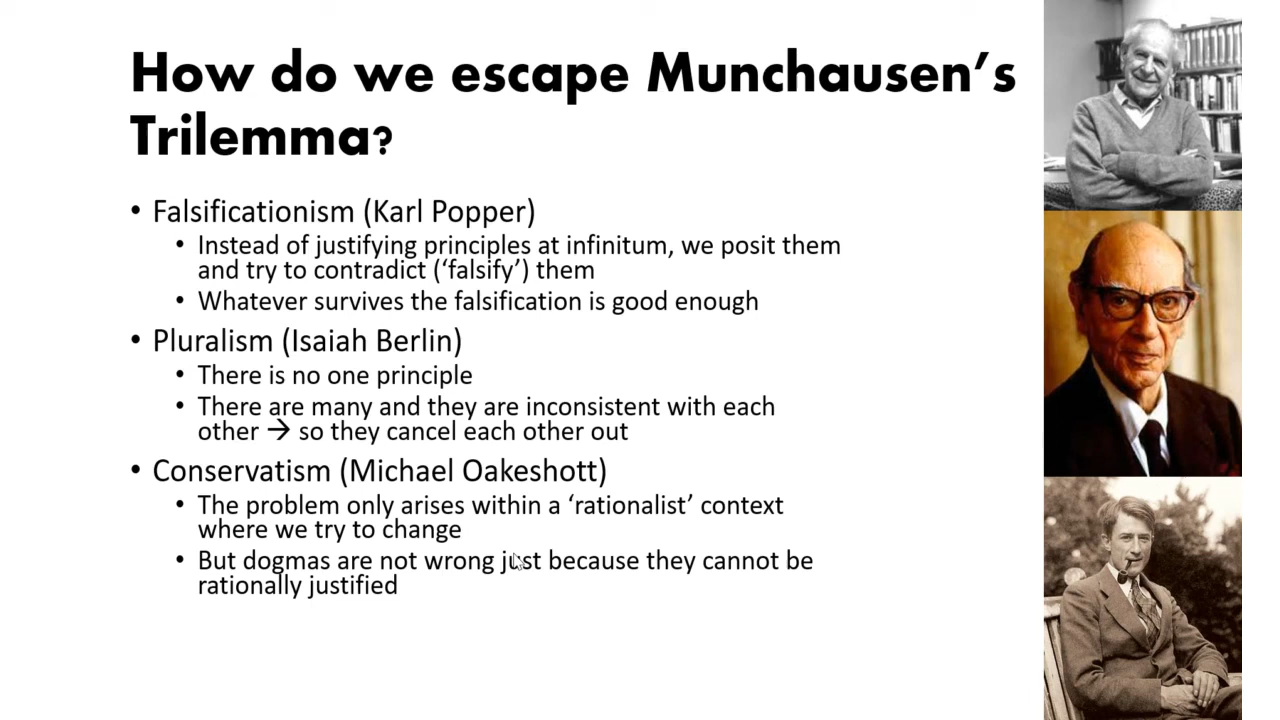 How do we escape Munchausen’s
Trilemma?
• Falsificationism (Karl Popper)
• Instead of justifying principles at infinitum, we posit them
and try to contradict (‘falsify’) them
• Whatever survives the falsification is good enough
• Pluralism (Isaiah Berlin)
• There is no one principle
• There are many and they are inconsistent with each
other → so they cancel each other out
• Conservatism (Michael Oakeshott)
• The problem only arises within a ‘rationalist’ context
where we try to change
• But dogmas are not wrong just because they cannot be
rationally justified